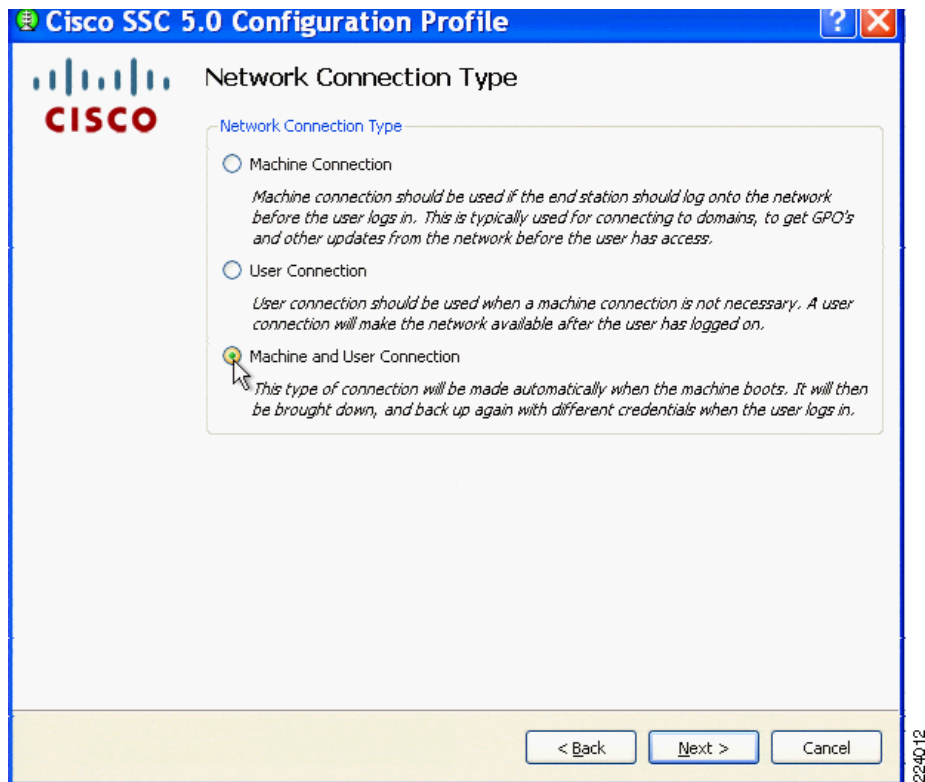 Cisco SSC 5.0 Configuration Profile
CISCO
Network Connection Type
Network Connection Type
Machine Connection
Machine connection should be used if the end station should log onto the network
before the user logs in. This is typically used for connecting to domains, to get GPO's
and other updates from the network before the user has access.
User Connection
User connection should be used when a machine connection is not necessary. A user
connection will make the network available after the user has logged on.
Machine and User Connection
This type of connection will be made automatically when the machine boots. It will then
be brought down, and back up again with different credentials when the user logs in.
< Back
Next >
Cancel
224012